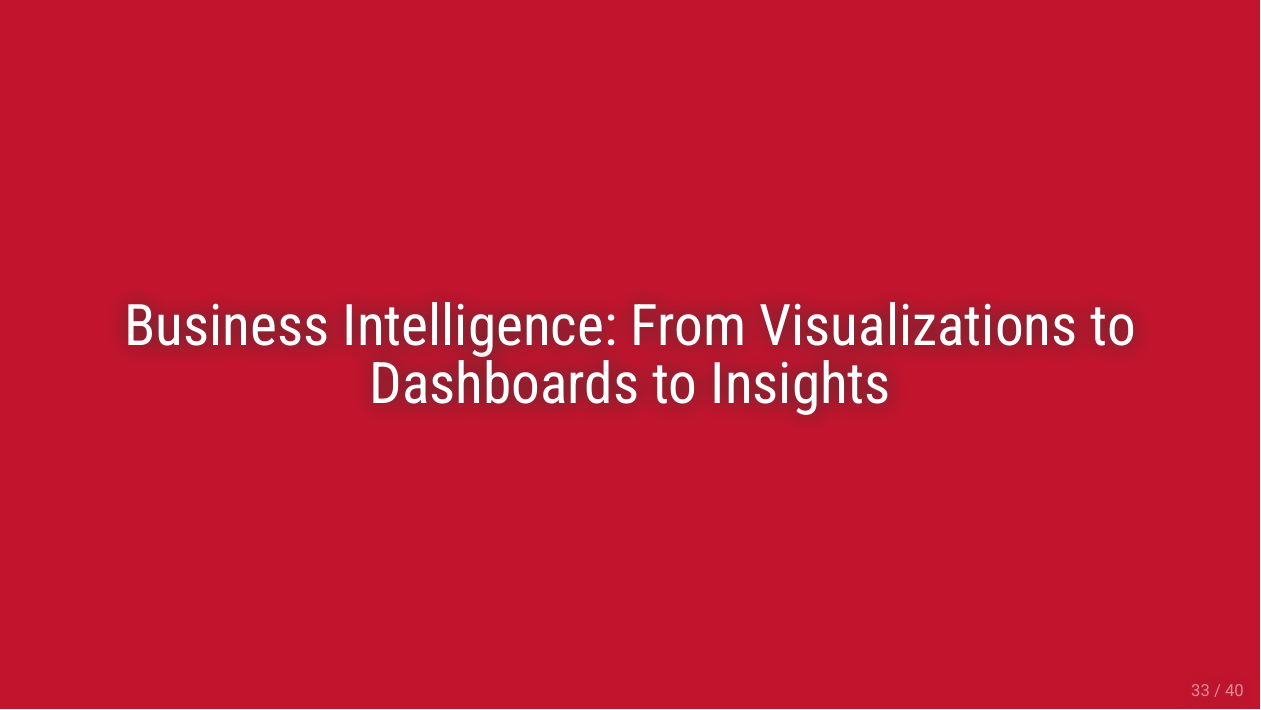 Business Intelligence: From Visualizations to
Dashboards to Insights
33 / 40